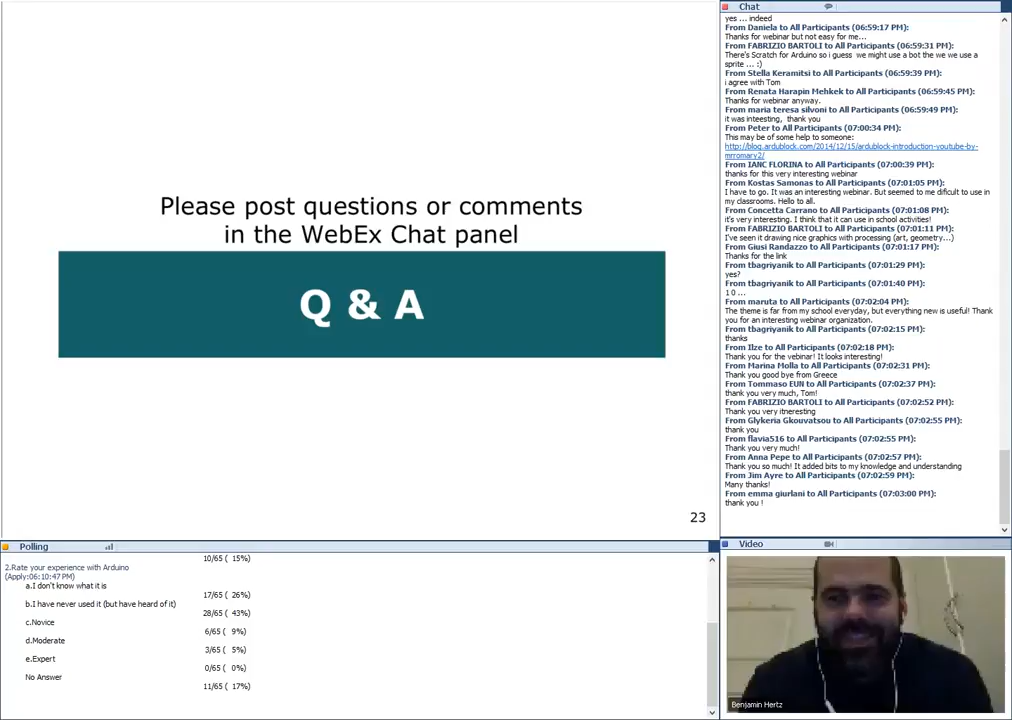 Please post questions or comments
in the WebEx Chat panel
Q & A
23
Chat
yes ... indeed
From Daniela to All Participants (06:59:17 PM):
Thanks for webinar but not easy for me...
From FABRIZIO BARTOLI to All Participants (06:59:31 PM):
There's Scratch for Arduino so i guess we might use a bot the we we use a
sprite ... :)
From Stella Keramitsi to All Participants (06:59:39 PM):
i agree with Tom
From Renata Harapin Mehkek to All Participants (06:59:45 PM):
Thanks for webinar anyway.
From maria teresa silvoni to All Participants (06:59:49 PM):
it was inteesting, thank you
From Peter to All Participants (07:00:34 PM):
This may be of some help to someone:
http://blog.ardublock.com/2014/12/15/ardublock-introduction-youtube-by-
mrromary2/
From IANC FLORINA to All Participants (07:00:39 PM):
thanks for this very interesting webinar
From Kostas Samonas to All Participants (07:01:05 PM):
I have to go. It was an interesting webinar. But seemed to me dificult to use in
my classrooms. Hello to all.
From Concetta Carrano to All Participants (07:01:08 PM):
it's very interesting. I think that it can use in school activities!
From FABRIZIO BARTOLI to All Participants (07:01:11 PM):
I've seen it drawing nice graphics with processing (art, geometry...)
From Giusi Randazzo to All Participants (07:01:17 PM):
Thanks for the link
From tbagriyanik to All Participants (07:01:29 PM):
yes?
From tbagriyanik to All Participants (07:01:40 PM):
1 0 ...
From maruta to All Participants (07:02:04 PM):
The theme is far from my school everyday, but everything new is useful! Thank
you for an interesting webinar organization.
From tbagriyanik to All Participants (07:02:15 PM):
thanks
From Ilze to All Participants (07:02:18 PM):
Thank you for the vebinar! It looks interesting!
From Marina Molla to All Participants (07:02:31 PM):
Thank you good bye from Greece
From Tommaso EUN to All Participants (07:02:37 PM):
thank you very much, Tom!
From FABRIZIO BARTOLI to All Participants (07:02:52 PM):
Thank you very itneresting
From Glykeria Gkouvatsou to All Participants (07:02:55 PM):
thank you
From flavia516 to All Participants (07:02:55 PM):
Thank you very much!
From Anna Pepe to All Participants (07:02:57 PM):
Thank you so much! It added bits to my knowledge and understanding
From Jim Ayre to All Participants (07:02:59 PM):
Many thanks!
From emma giurlani to All Participants (07:03:00 PM):
thank you !
Polling
10/65 ( 15%)
2.Rate your experience with Arduino
(Apply:06:10:47 PM)
a.I don't know what it is
17/65 ( 26%)
b.I have never used it (but have heard of it)
28/65 ( 43%)
c.Novice
6/65 ( 9%)
d.Moderate
3/65 ( 5%)
e.Expert
0/65 ( 0%)
No Answer
11/65 ( 17%)
Video
Benjamin Hertz